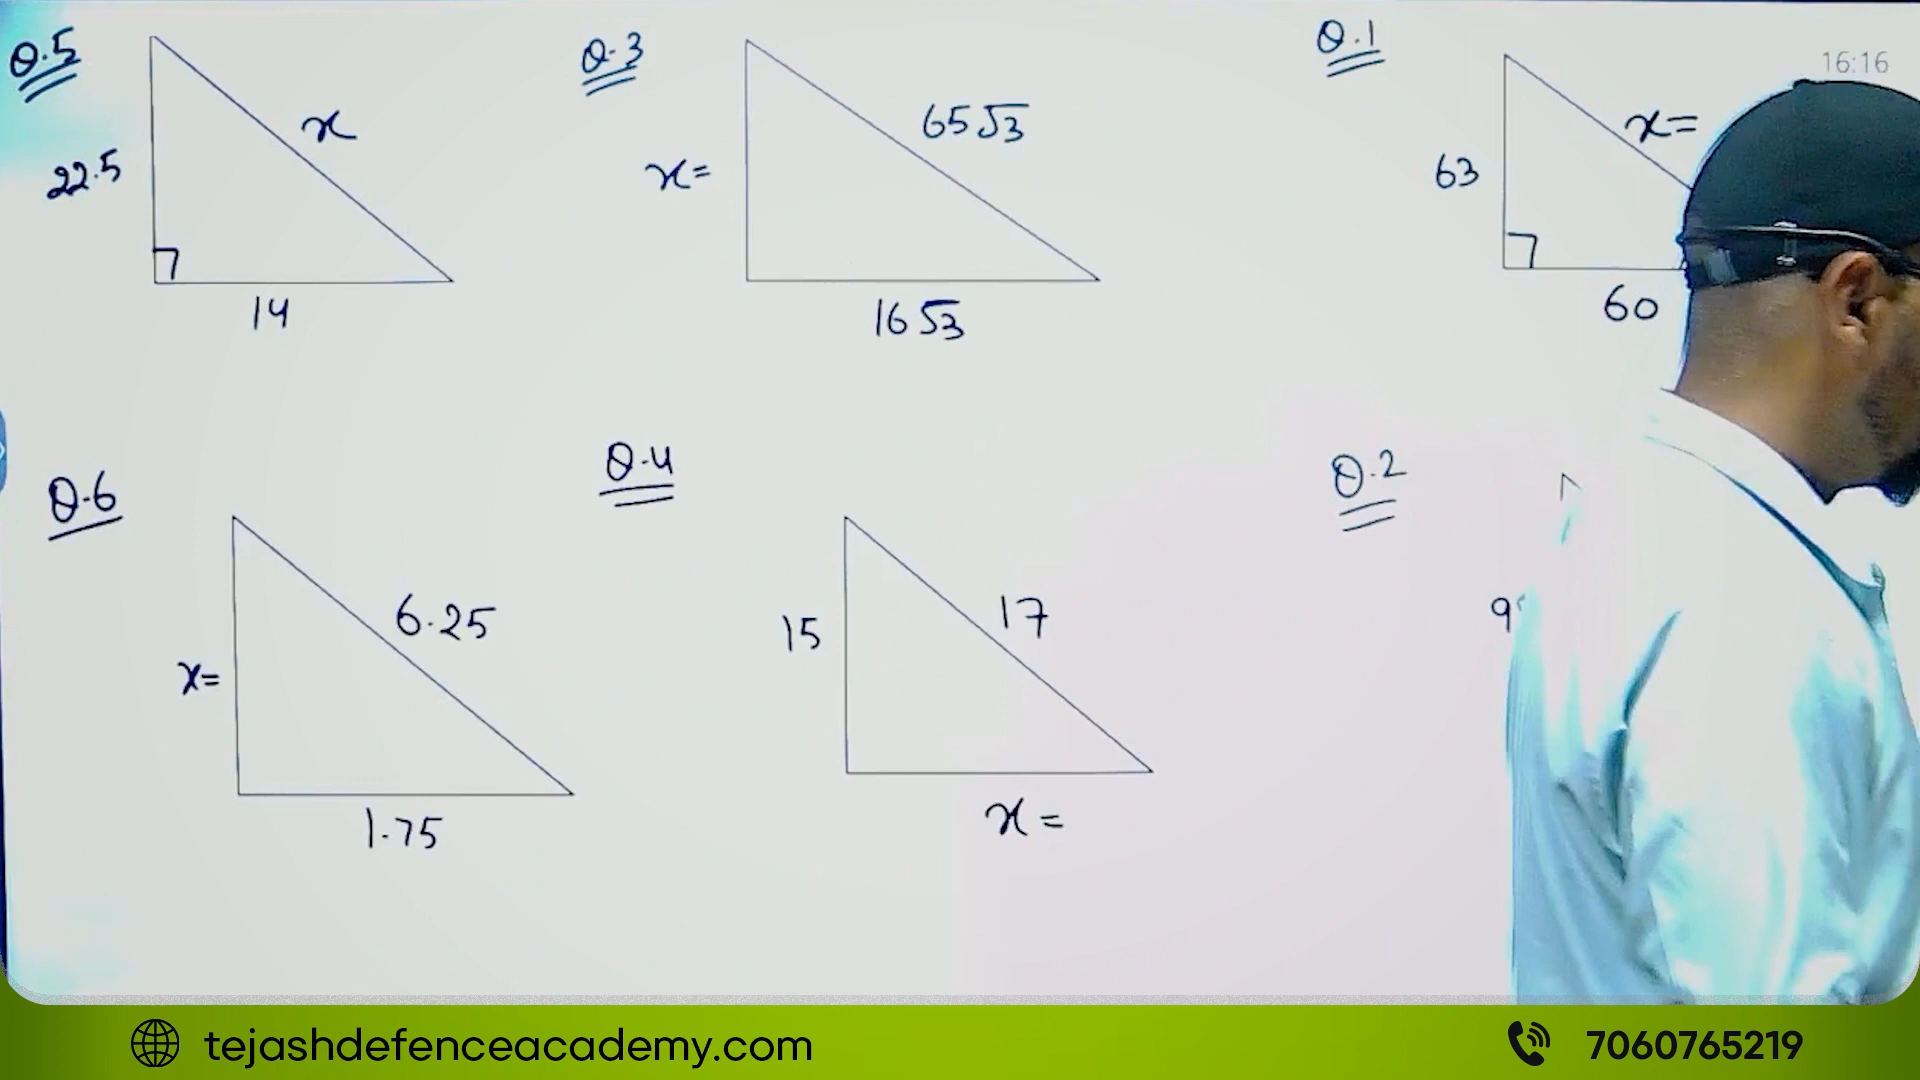 Q.5
x
22.5
14
Q.3
65√3
x=
16√3
Q.1
16:16
x=
63
60
Q.6
6.25
x=
1.75
Q.4
15
17
x=
Q.2
9
tejashdefenceacademy.com
7060765219